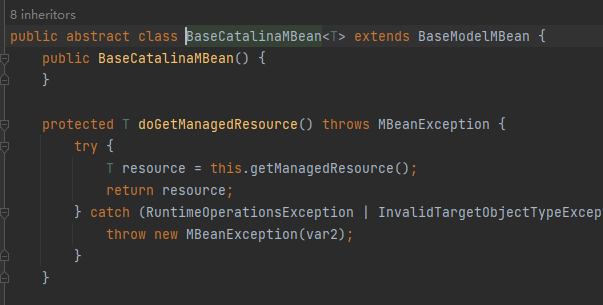 8 inheritors
public abstract class BaseCatalinaMBean<T> extends BaseModelMBean {
public BaseCatalinaMBean() {
}
protected T doGetManagedResource() throws MBeanException {
try {
T resource = this.getManagedResource();
return resource;
} catch (RuntimeOperationsException | InvalidTargetObjectTypeExcep
throw new MBeanException(var2);
}
}